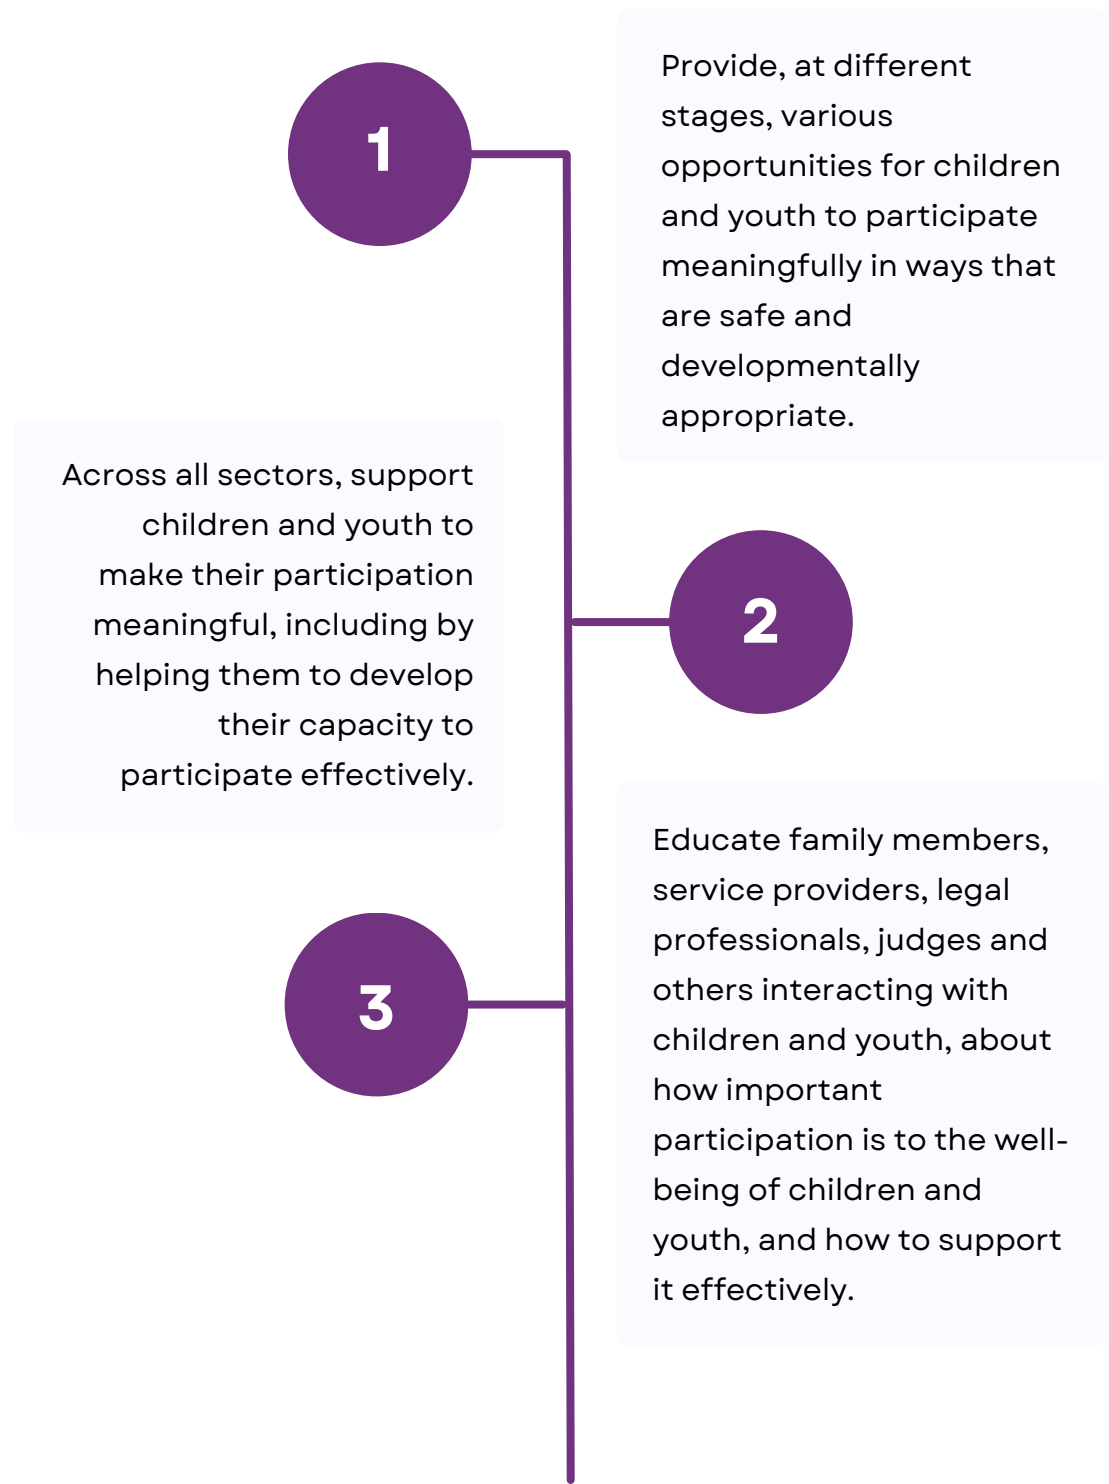 1
Provide, at different
stages, various
opportunities for children
and youth to participate
meaningfully in ways that
are safe and
developmentally
appropriate.
2
Across all sectors, support
children and youth to
make their participation
meaningful, including by
helping them to develop
their capacity to
participate effectively.
3
Educate family members,
service providers, legal
professionals, judges and
others interacting with
children and youth, about
how important
participation is to the well-
being of children and
youth, and how to support
it effectively.